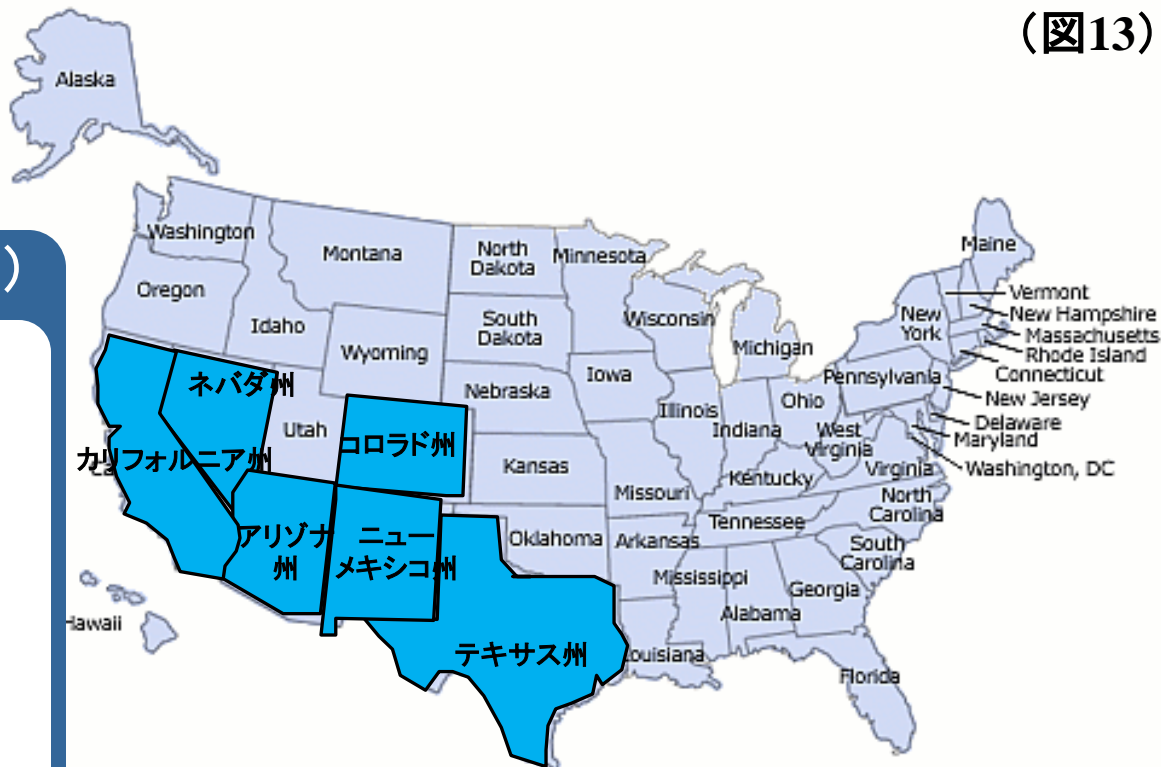 （図13）
Alaska
）
Washington
Montana
North
Dakota
Minnesota
Maine
Oregon
Idaho
Wyoming
South
Dakota
Wisconsin
Michigan
New
York
Vermont
New Hampshire
Massachusetts
Rhode Island
Connecticut
New Jersey
Delaware
Maryland
Washington, DC
ネバダ州
Utah
コロラド州
Nebraska
Iowa
Illinois
Indiana
Ohio
Pennsylvania
West
Virginia
Virginia
カリフォルニア州
Kansas
Missouri
Kentucky
North
Carolina
Tennessee
アリゾナ
州
ニュー
メキシコ州
Oklahoma
Arkansas
South
Carolina
Mississippi
Alabama
Georgia
Hawaii
テキサス州
Louisiana
Florida